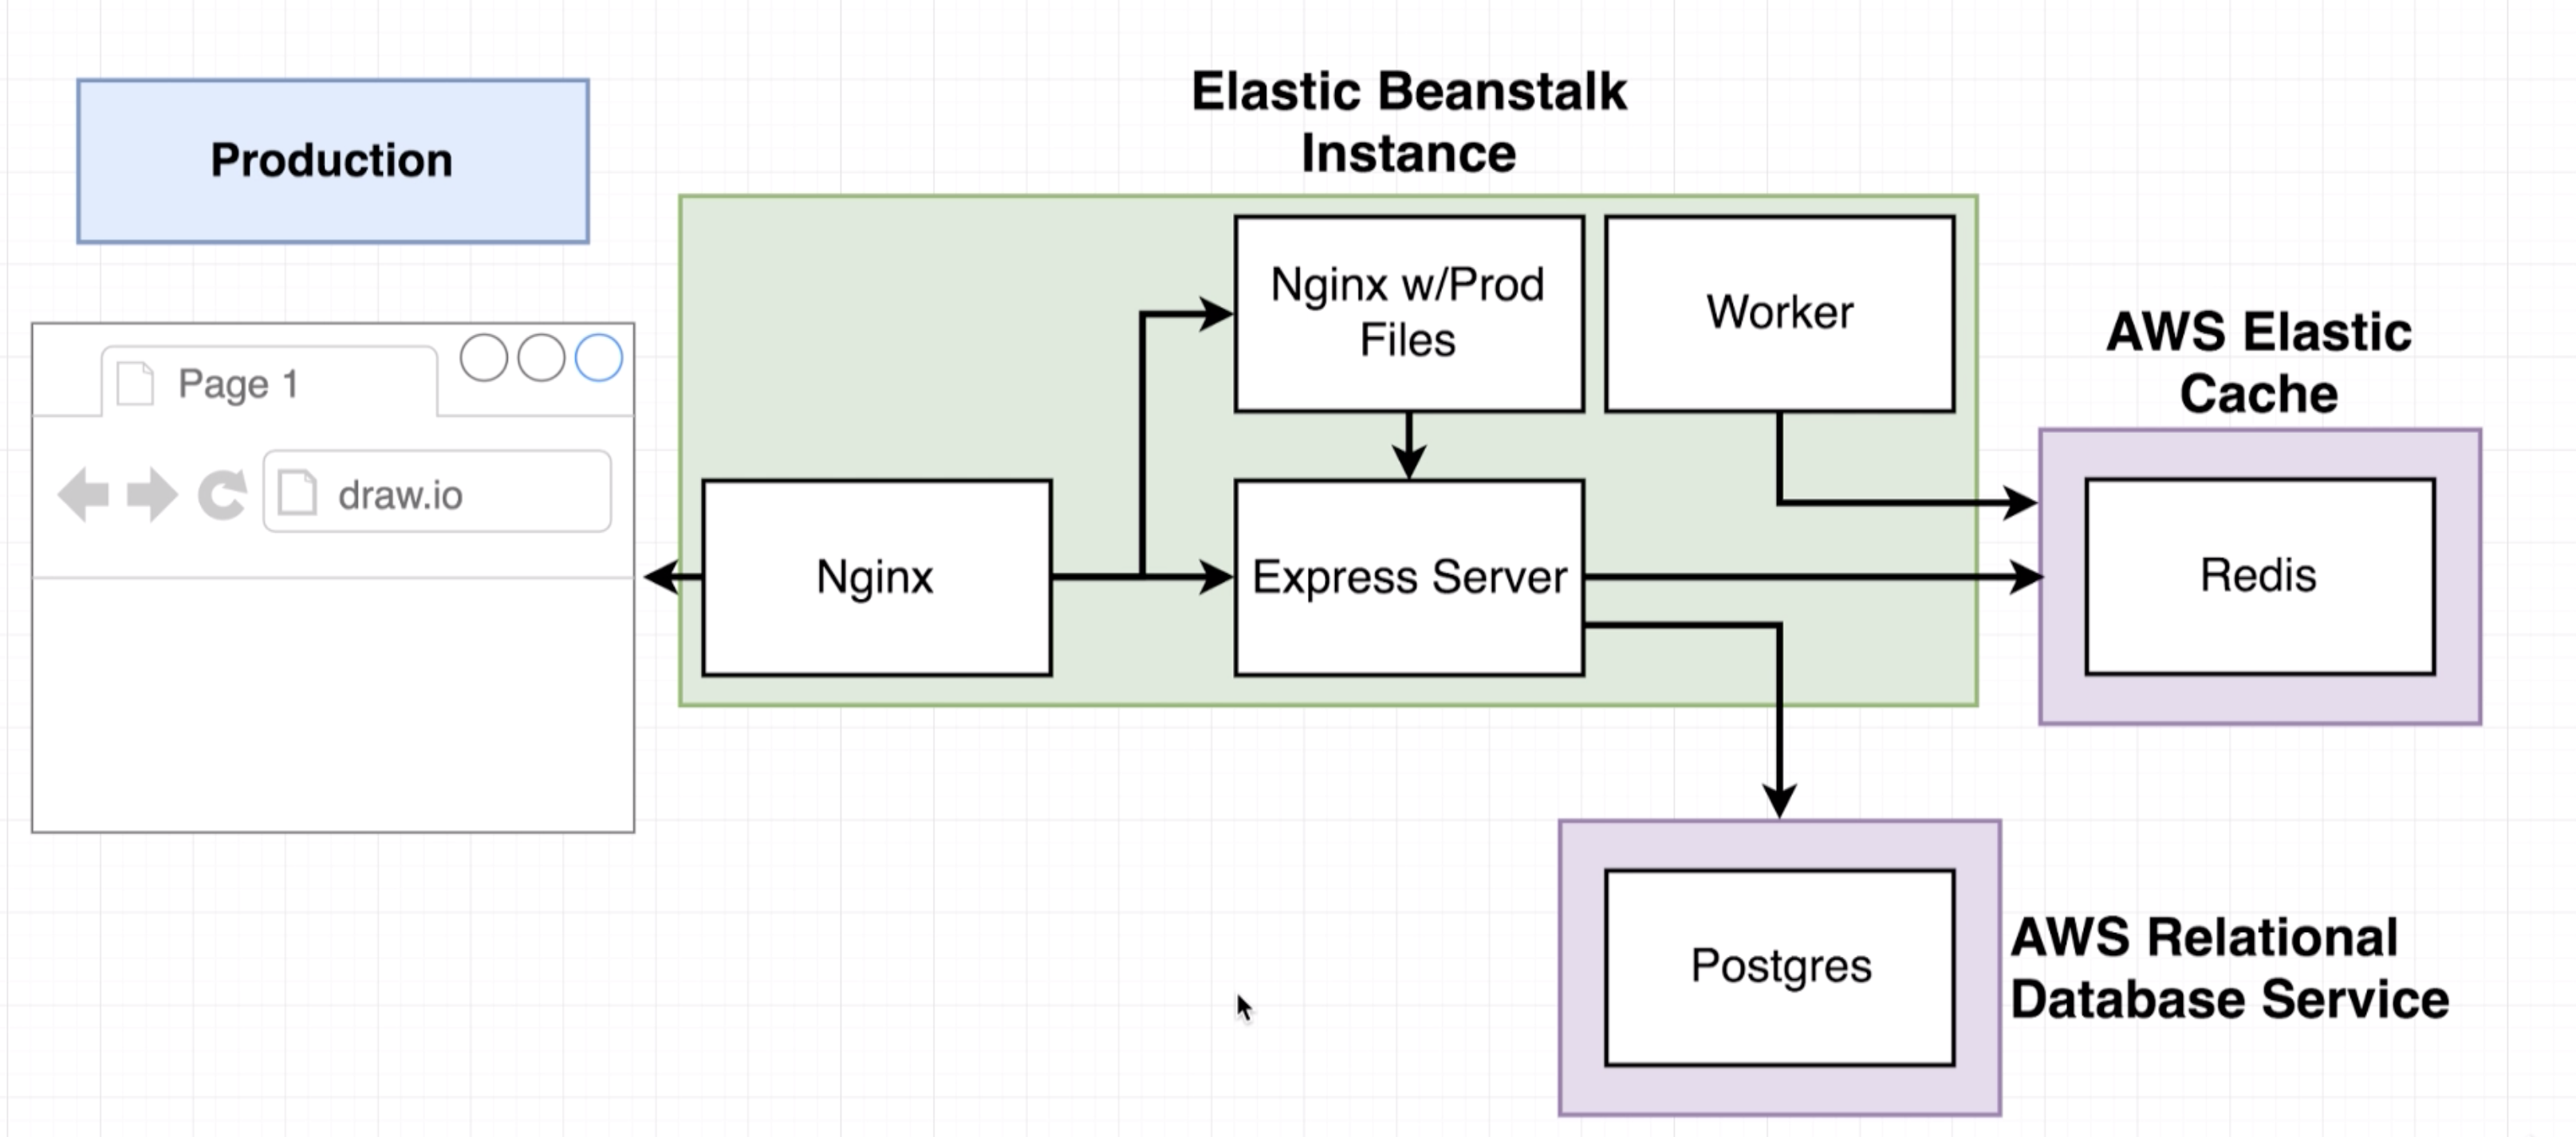 Production
Elastic Beanstalk
Instance
Page 1
draw.io
Nginx w/Prod
Files
Worker
Nginx
Express Server
AWS Elastic
Cache
Redis
Postgres
AWS Relational
Database Service